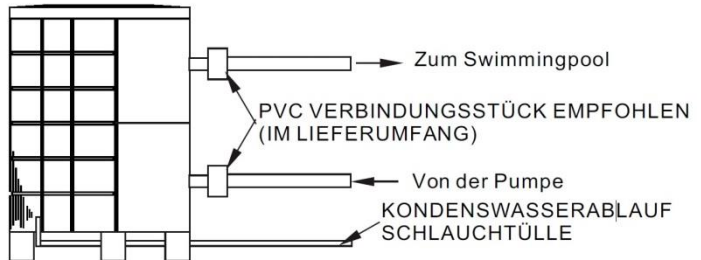 Zum Swimmingpool
PVC VERBINDUNGSSTÜCK EMPFOHLEN
(IM LIEFERUMFANG)
Von der Pumpe
KONDENSWASSERABLAUF
SCHLAUCHTÜLLE